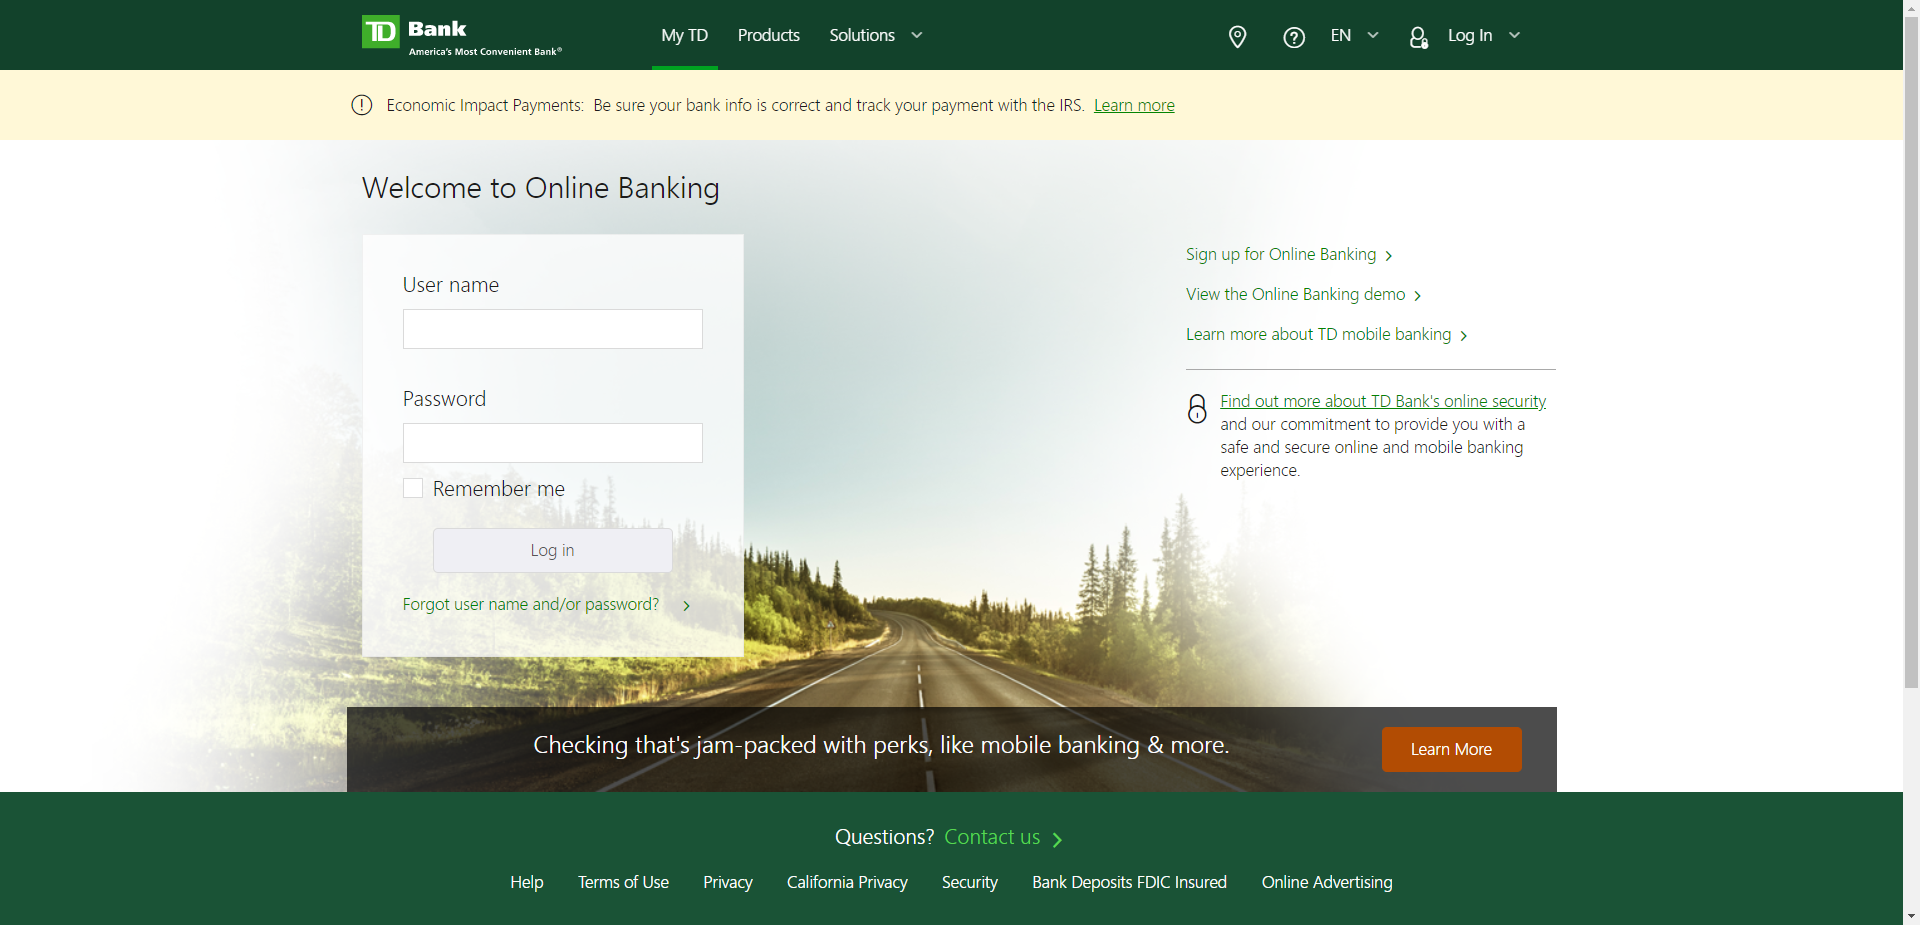 TD Bank
America's Most Convenient Bank®
My TD Products Solutions EN Log In
Economic Impact Payments: Be sure your bank info is correct and track your payment with the IRS. Learn more
Welcome to Online Banking
User name
Password
Remember me
Log in
Forgot user name and/or password?
Sign up for Online Banking
View the Online Banking demo
Learn more about TD mobile banking
Find out more about TD Bank's online security
and our commitment to provide you with a
safe and secure online and mobile banking
experience.
Checking that's jam-packed with perks, like mobile banking & more. Learn More
Questions? Contact us
Help Terms of Use Privacy California Privacy Security Bank Deposits FDIC Insured Online Advertising